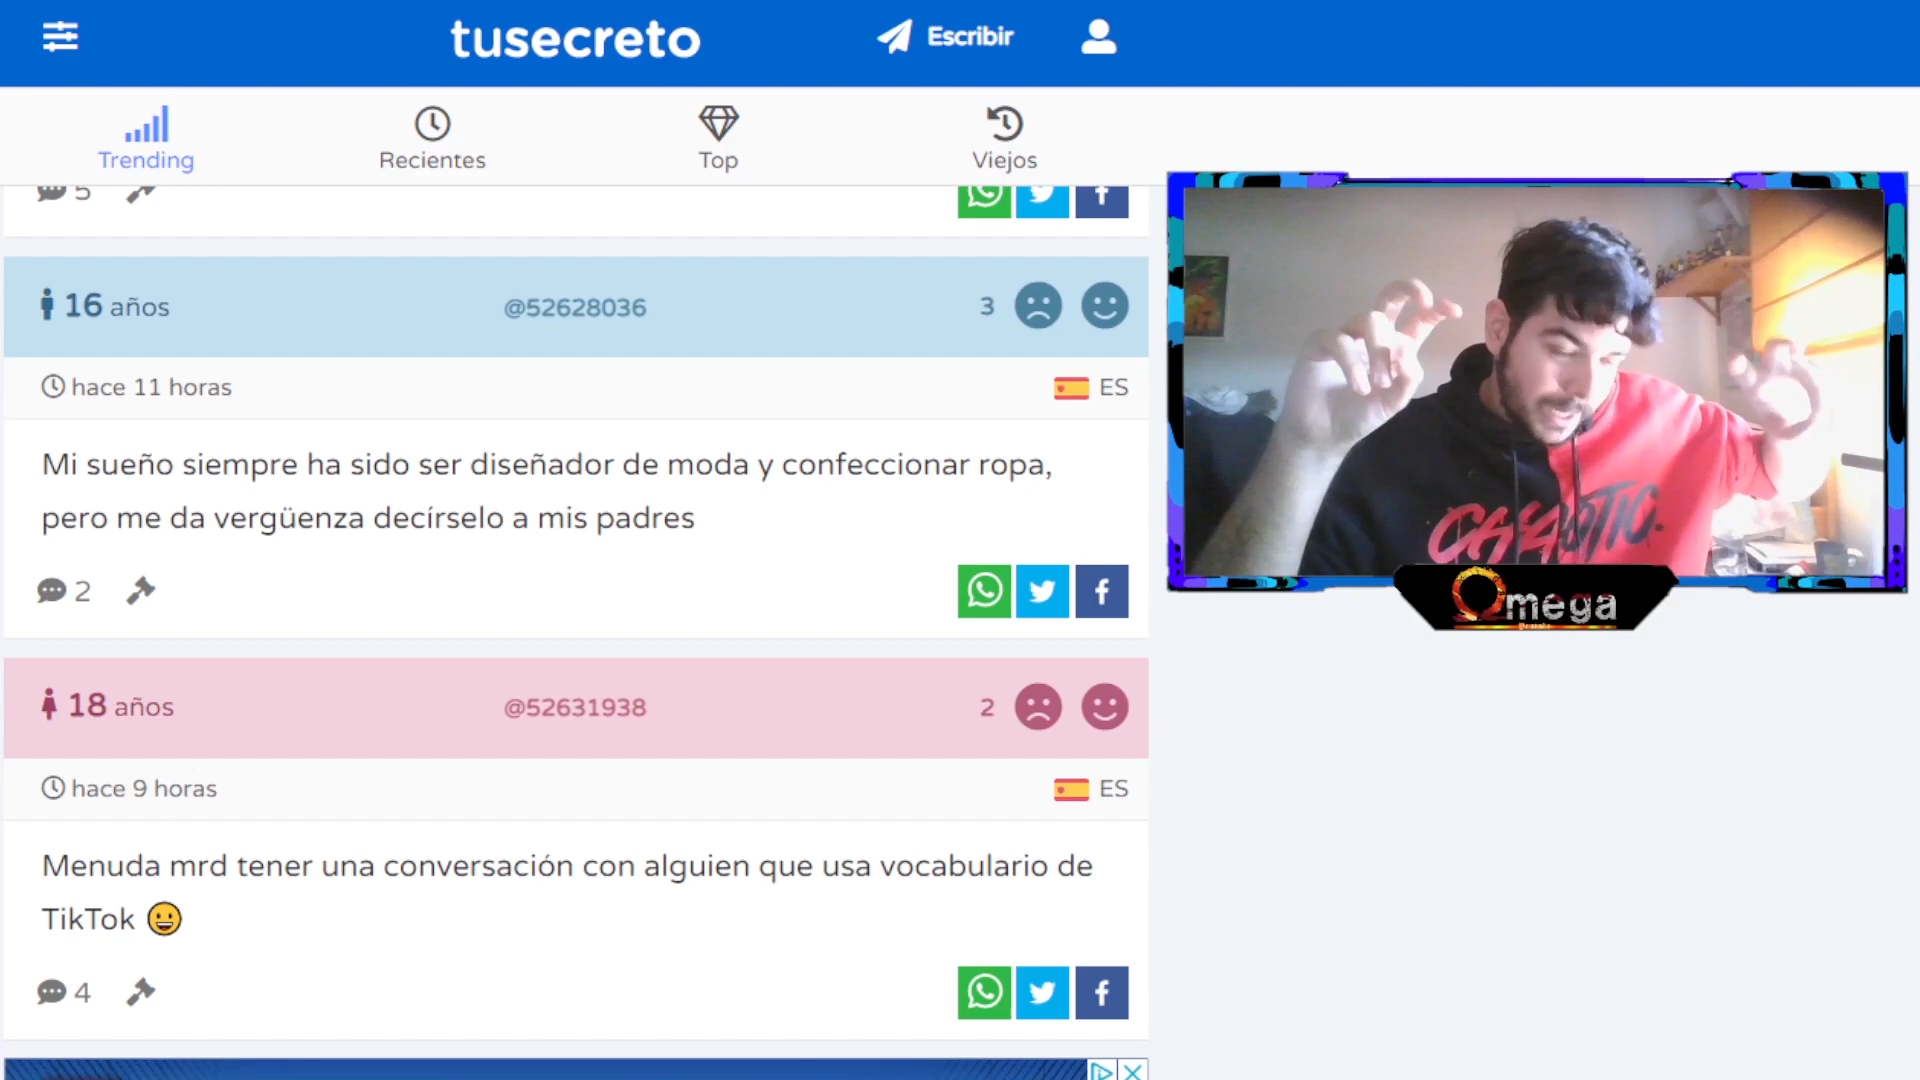 tusecreto
Escribir
Trending
Recientes
Top
Viejos
5
16 años
@52628036
3
hace 11 horas
ES
Mi sueño siempre ha sido ser diseñador de moda y confeccionar ropa,
pero me da vergüenza decírselo a mis padres
2
18 años
@52631938
2
hace 9 horas
ES
Menuda mrd tener una conversación con alguien que usa vocabulario de
TikTok
4
CHAOTIC.
Omega